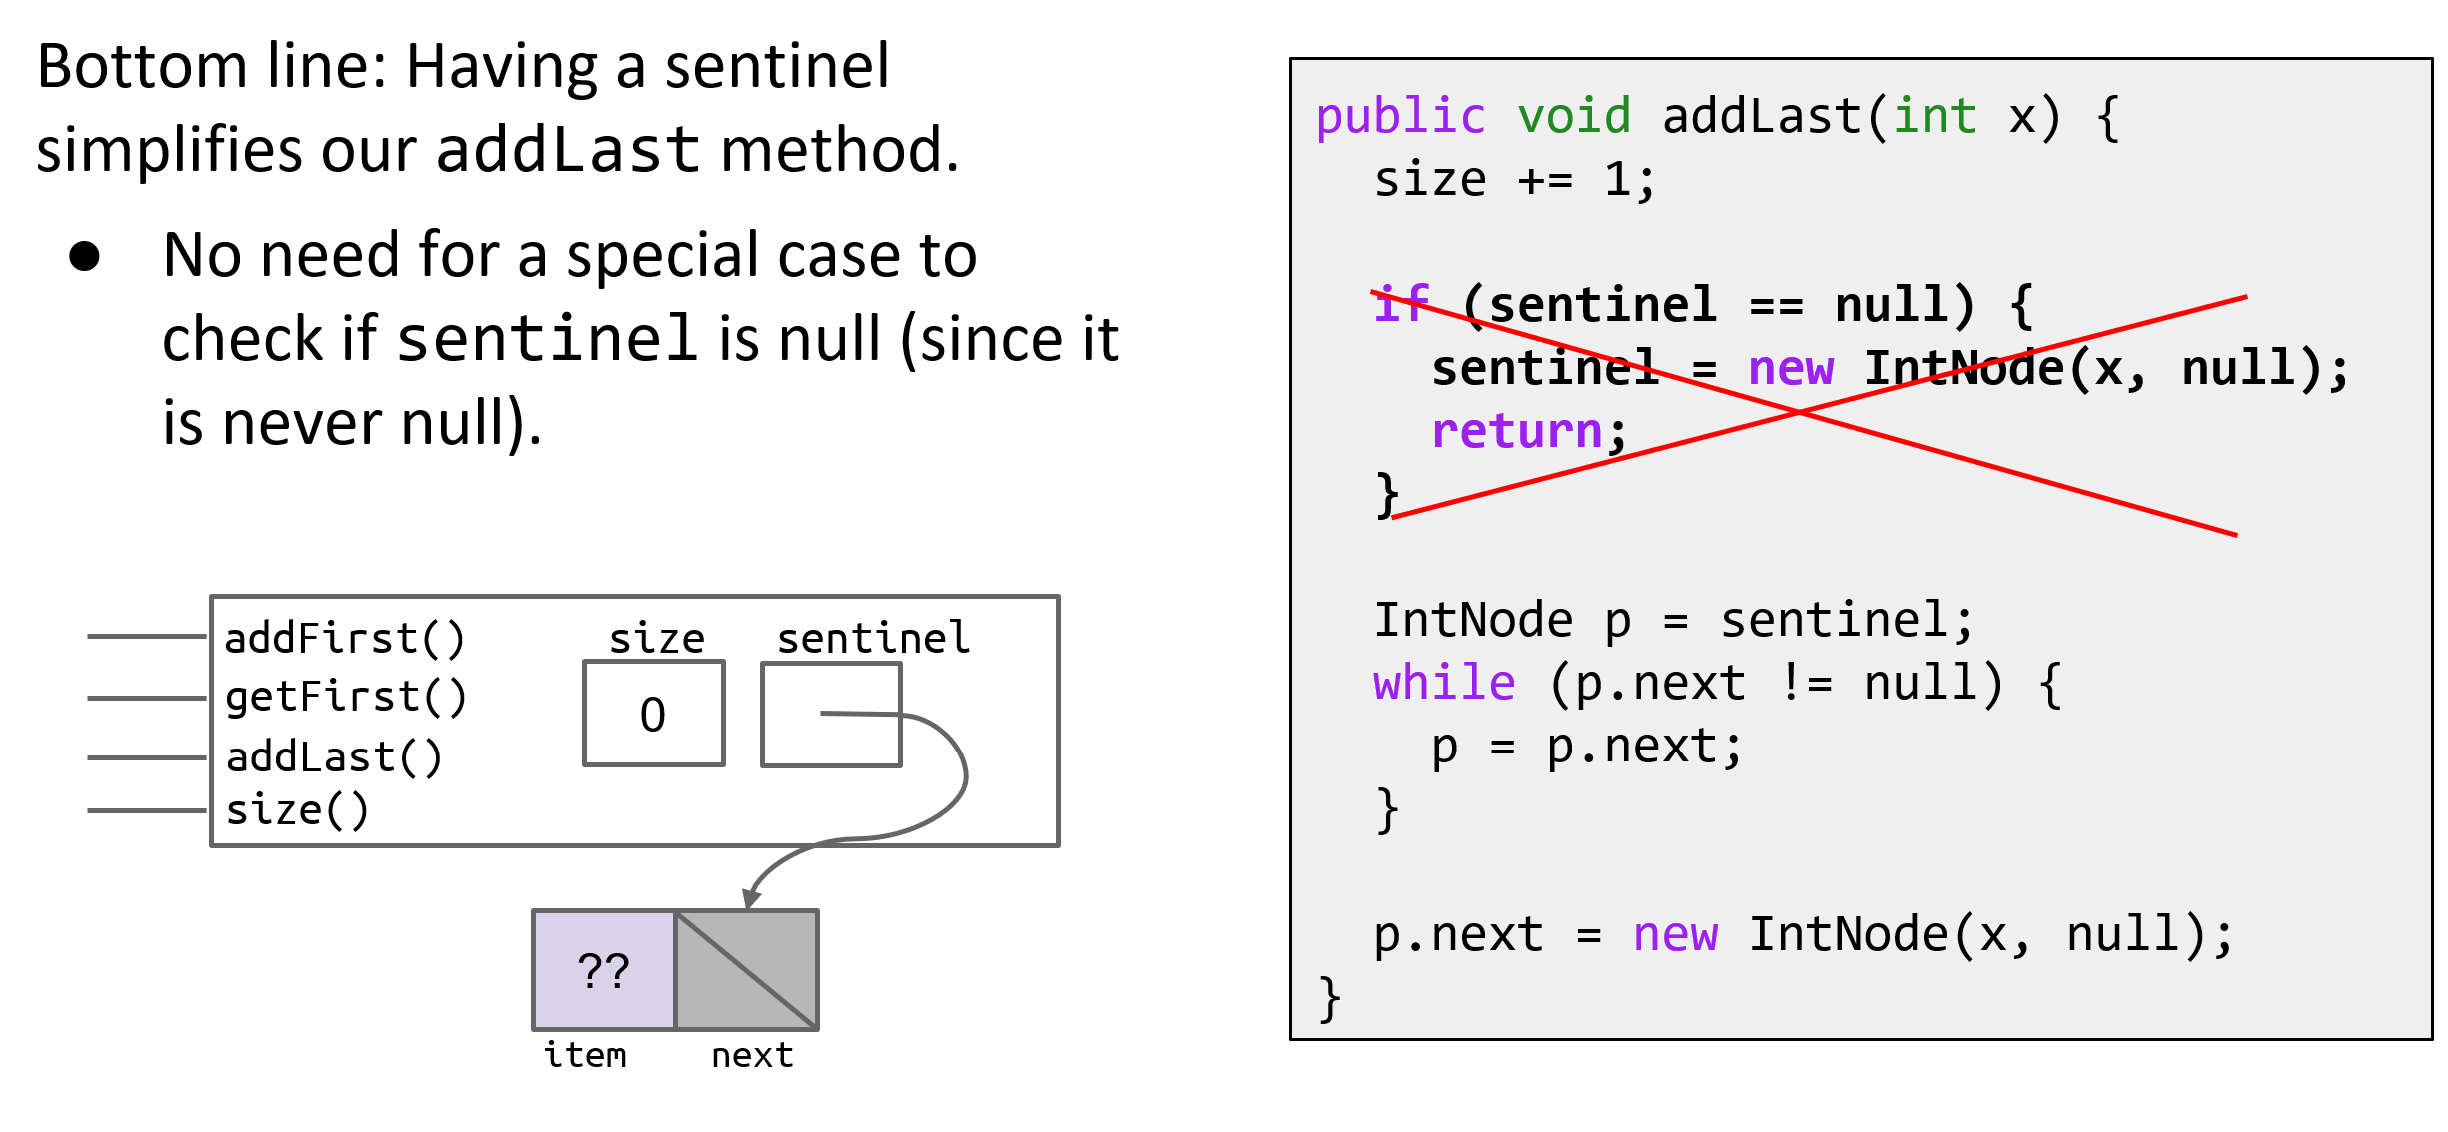 Bottom line: Having a sentinel
simplifies our addLast method.
● No need for a special case to
check if sentinel is null (since it
is never null).
addFirst()
getFirst()
addLast()
size()
size
sentinel
0
??
item
next
public void addLast(int x) {
  size += 1;
  if (sentinel == null) {
    sentinel = new IntNode(x, null);
    return;
  }
  IntNode p = sentinel;
  while (p.next != null) {
    p = p.next;
  }
  p.next = new IntNode(x, null);
}